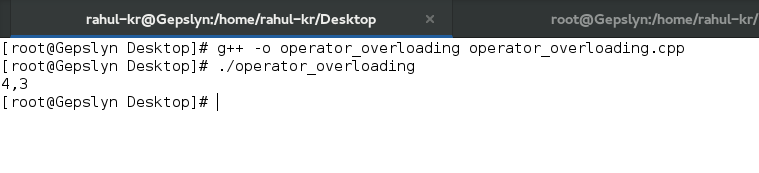 rahul-kr@Gepslyn:/home/rahul-kr/Desktop × root@Gepslyn:/home/rahul-kr/
[root@Gepslyn Desktop]# g++ -o operator_overloading operator_overloading.cpp
[root@Gepslyn Desktop]# ./operator_overloading
4,3
[root@Gepslyn Desktop]#